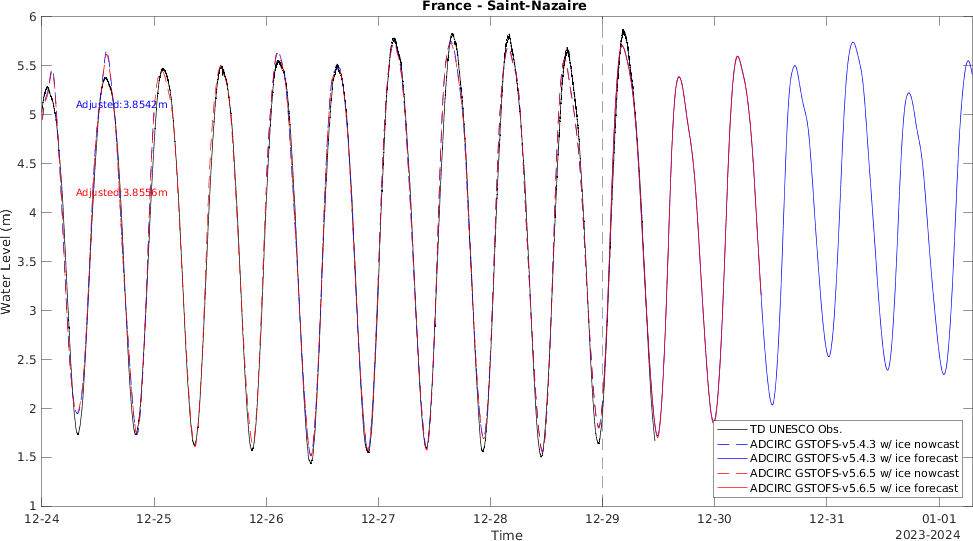 France - Saint-Nazaire
6
5.5
5
4.5
4
3.5
3
2.5
2
1.5
1
Water Level (m)
Adjusted:3.8542m
Adjusted:3.8556m
TD UNESCO Obs.
ADCIRC GSTOFS-v5.4.3 w/ ice nowcast
ADCIRC GSTOFS-v5.4.3 w/ ice forecast
ADCIRC GSTOFS-v5.6.5 w/ ice nowcast
ADCIRC GSTOFS-v5.6.5 w/ ice forecast
12-24 12-25 12-26 12-27 12-28 12-29 12-30 12-31 01-01
Time
2023-2024